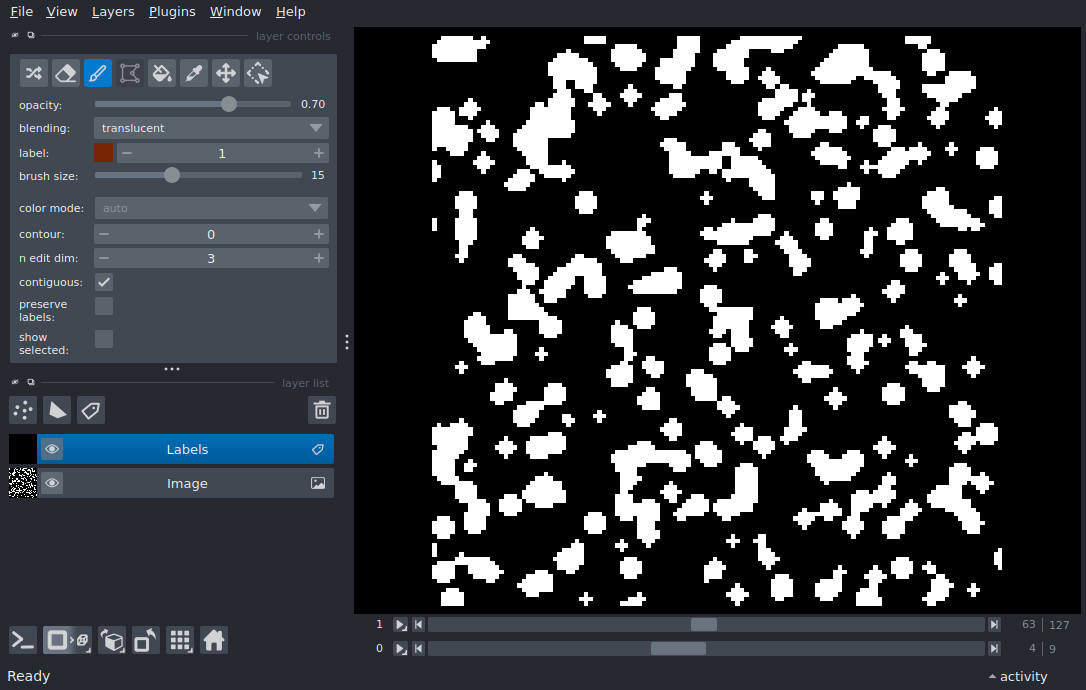 File View Layers Plugins Window Help
layer controls
opacity: 0.70
blending: translucent
label: 1
brush size: 15
color mode: auto
contour: 0
n edit dim: 3
contiguous:
preserve
labels:
show
selected:
layer list
Labels
Image
1 63 127
0 4 9
Ready activity